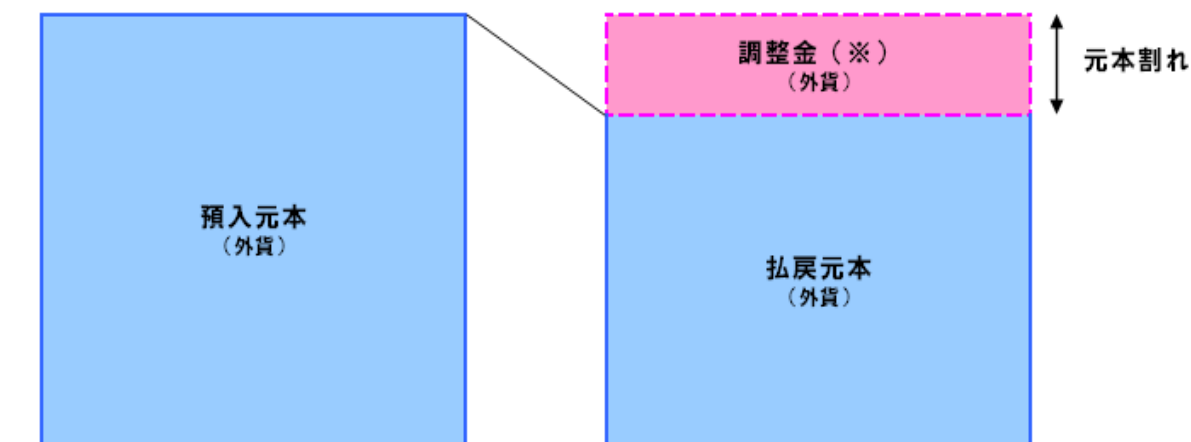 調整金（※）
（外貨）
元本割れ
預入元本
（外貨）
払戻元本
（外貨）